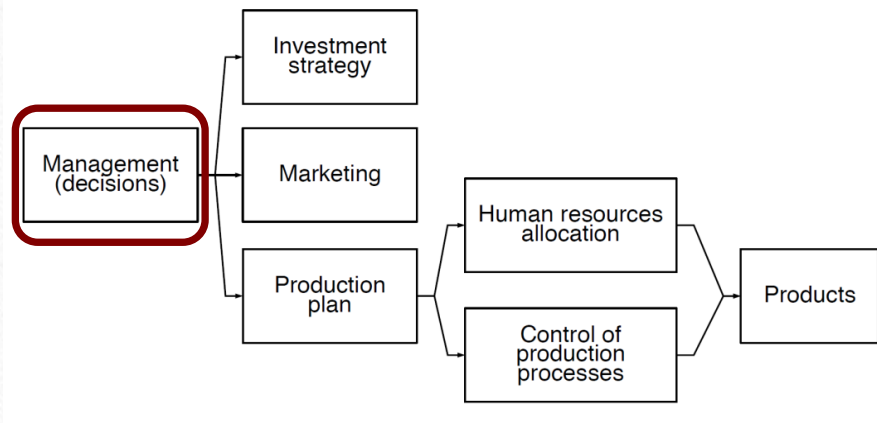 Investment
strategy
Management
(decisions)
Marketing
Human resources
allocation
Production
plan
Products
Control of
production
processes